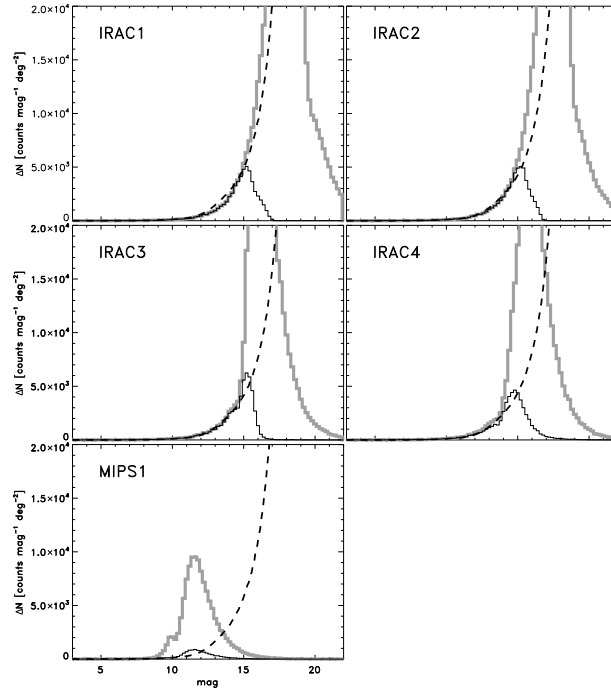 IRAC1
IRAC2
ΔN [counts mag⁻¹ deg⁻²]
2.0×10⁴
1.5×10⁴
1.0×10⁴
5.0×10³
0
IRAC3
IRAC4
ΔN [counts mag⁻¹ deg⁻²]
2.0×10⁴
1.5×10⁴
1.0×10⁴
5.0×10³
0
MIPS1
ΔN [counts mag⁻¹ deg⁻²]
2.0×10⁴
1.5×10⁴
1.0×10⁴
5.0×10³
0
5 10 15 20
mag